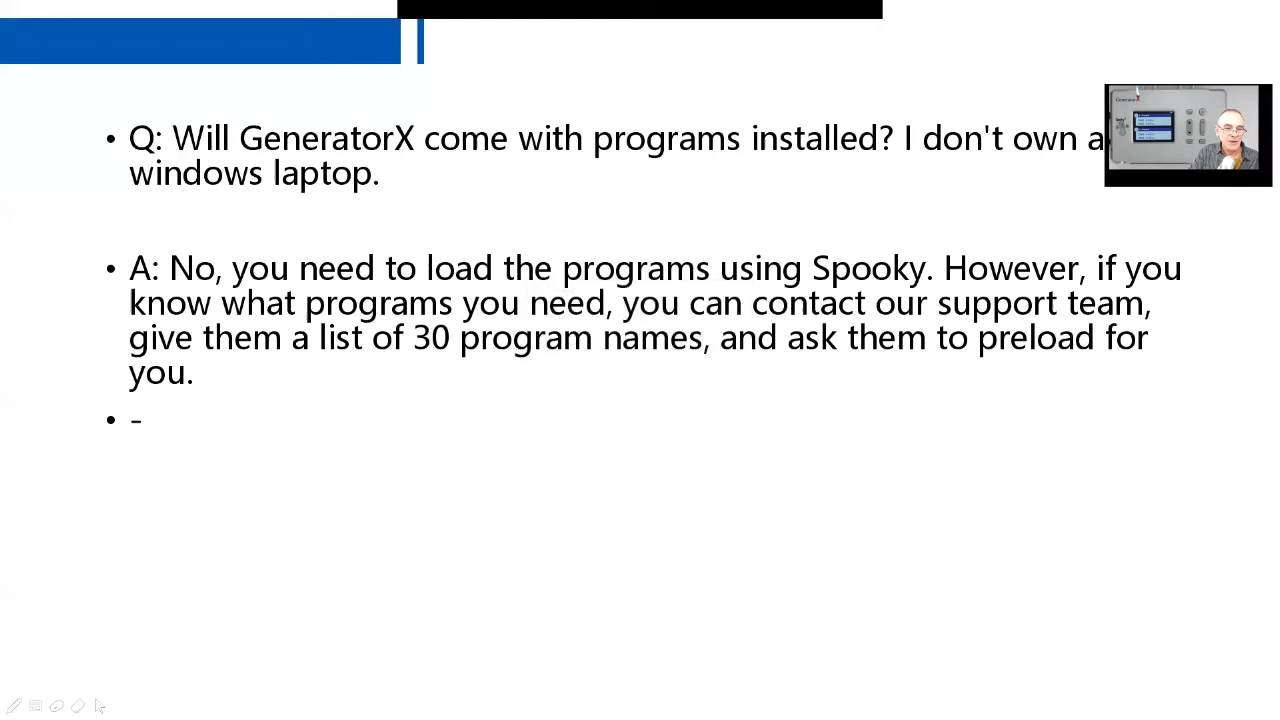 • Q: Will GeneratorX come with programs installed? I don't own a
windows laptop.
• A: No, you need to load the programs using Spooky. However, if you
know what programs you need, you can contact our support team,
give them a list of 30 program names, and ask them to preload for
you.
• -
GeneratorX